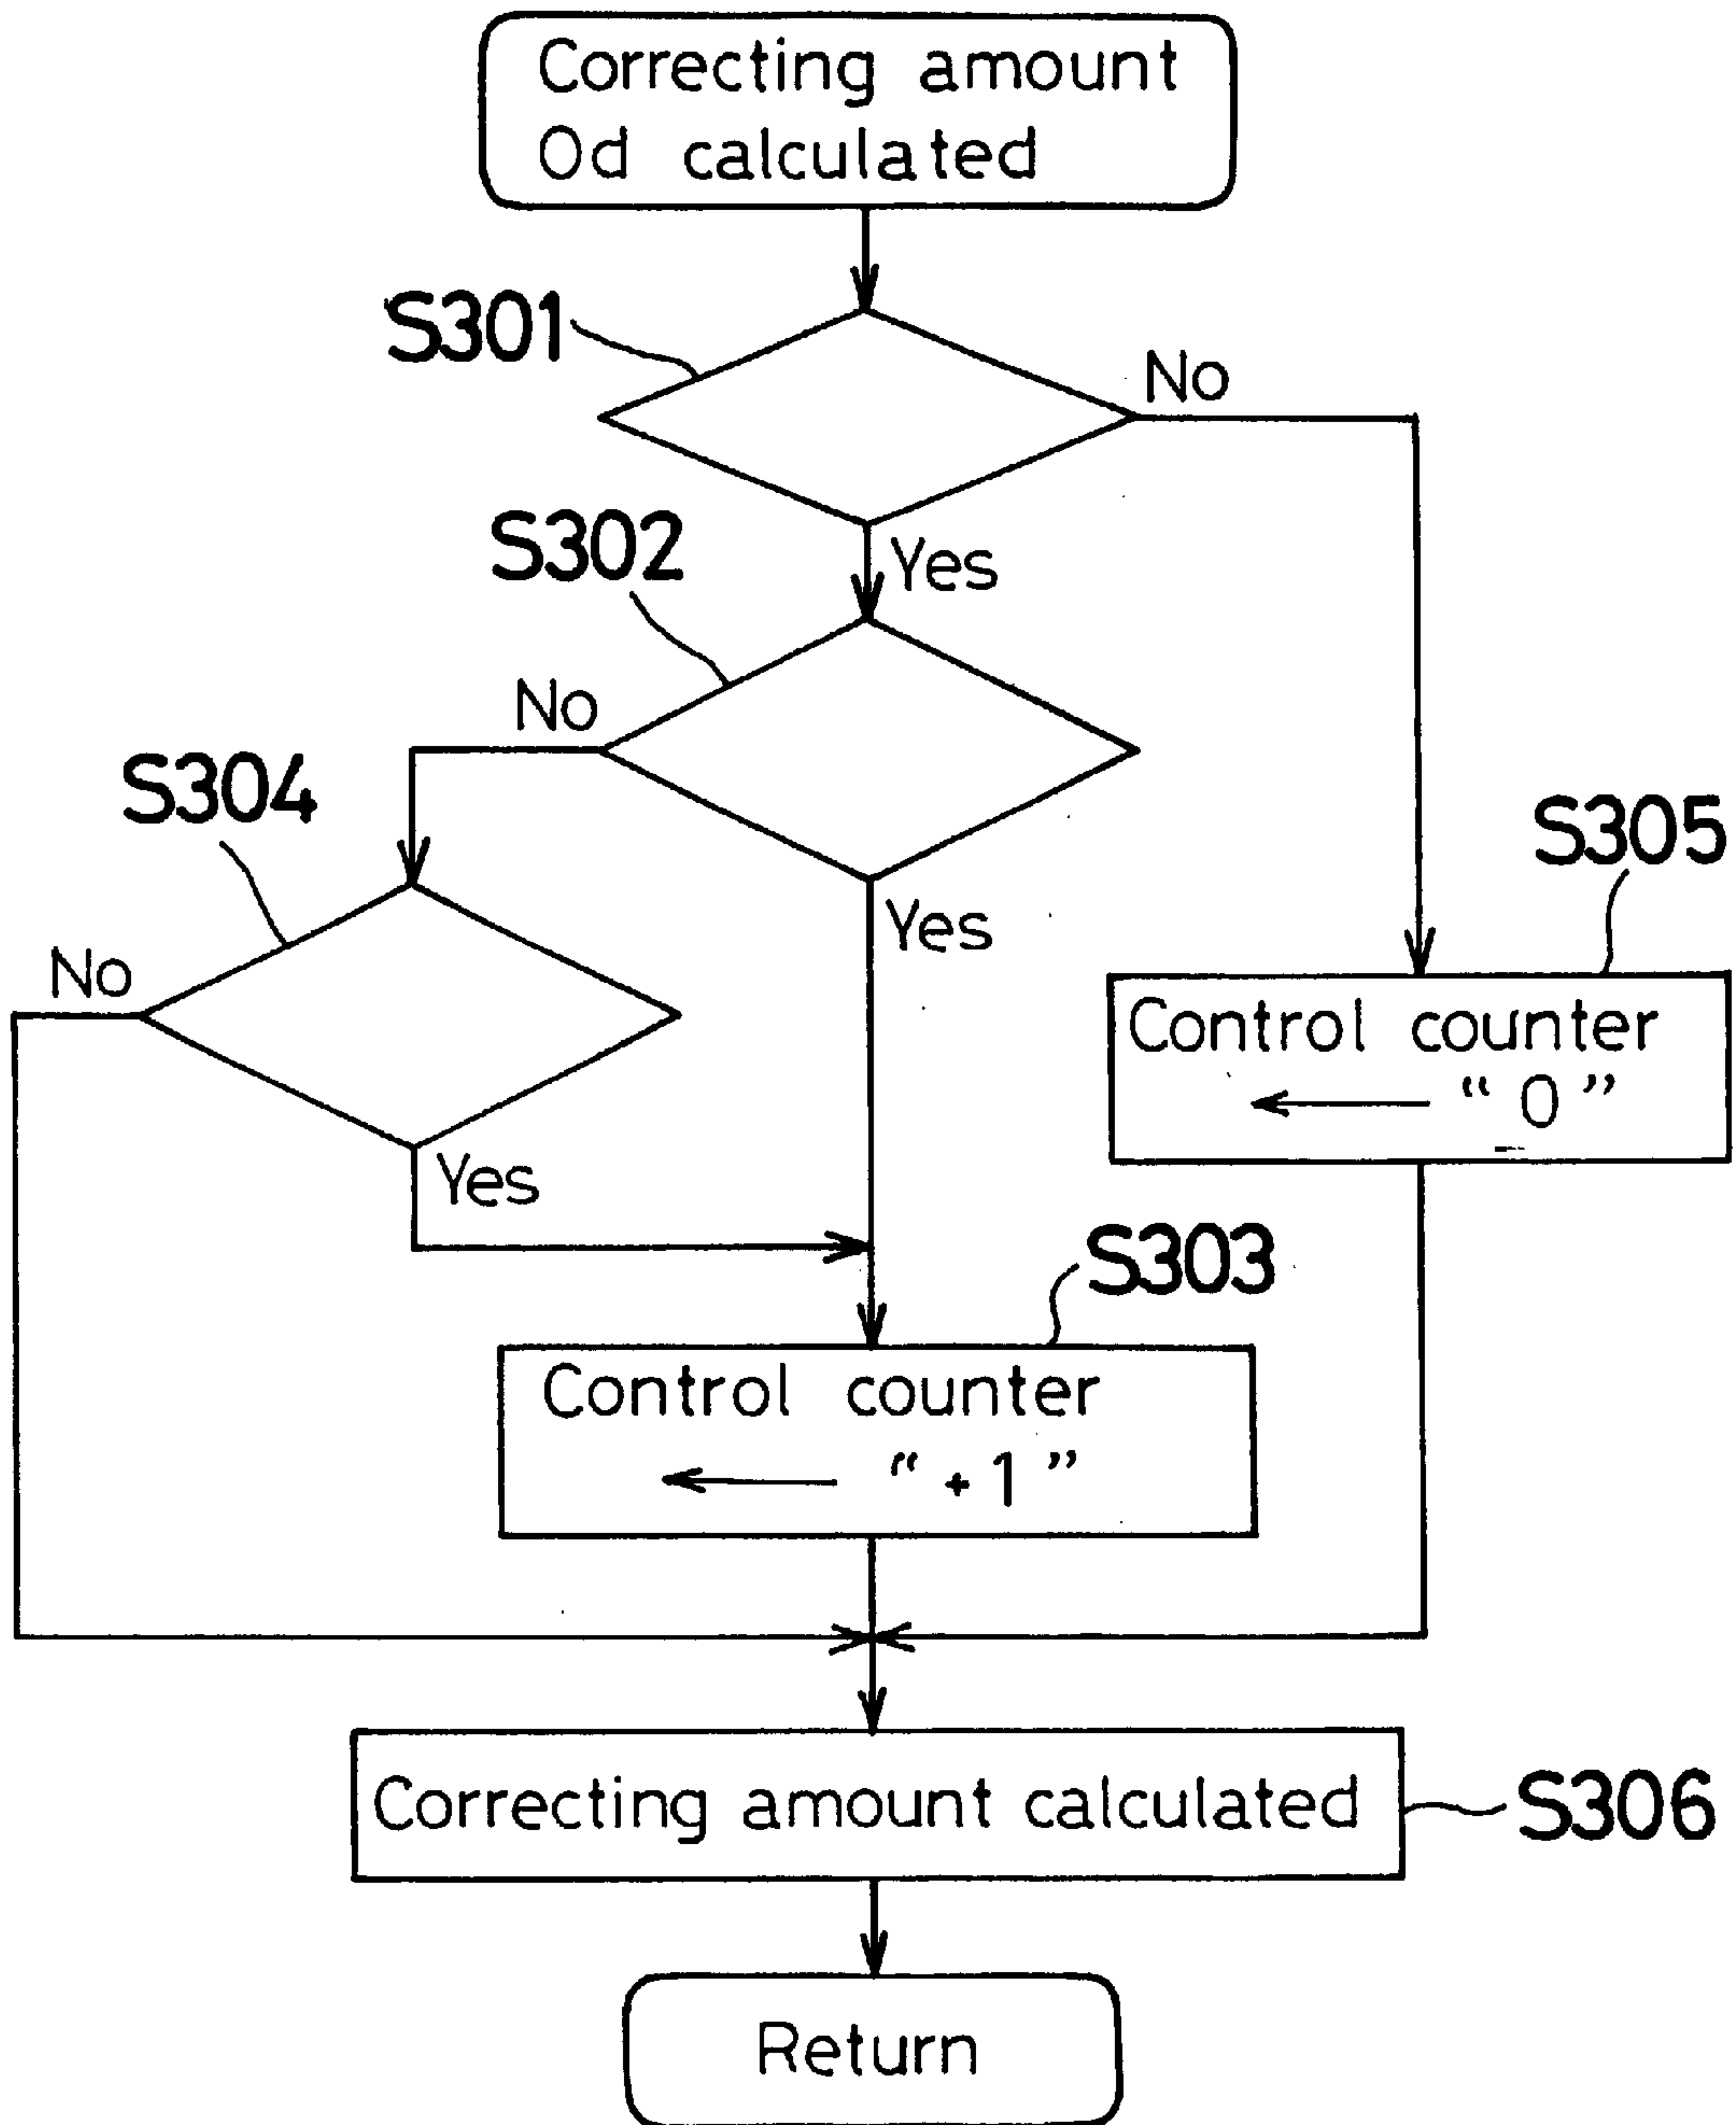 Correcting amount
Od calculated
S301
No
Yes
S302
No
S304
Yes
S305
No
Control counter
← “ 0 ”
Yes
S303
Control counter
← “ +1 ”
Correcting amount calculated
S306
Return